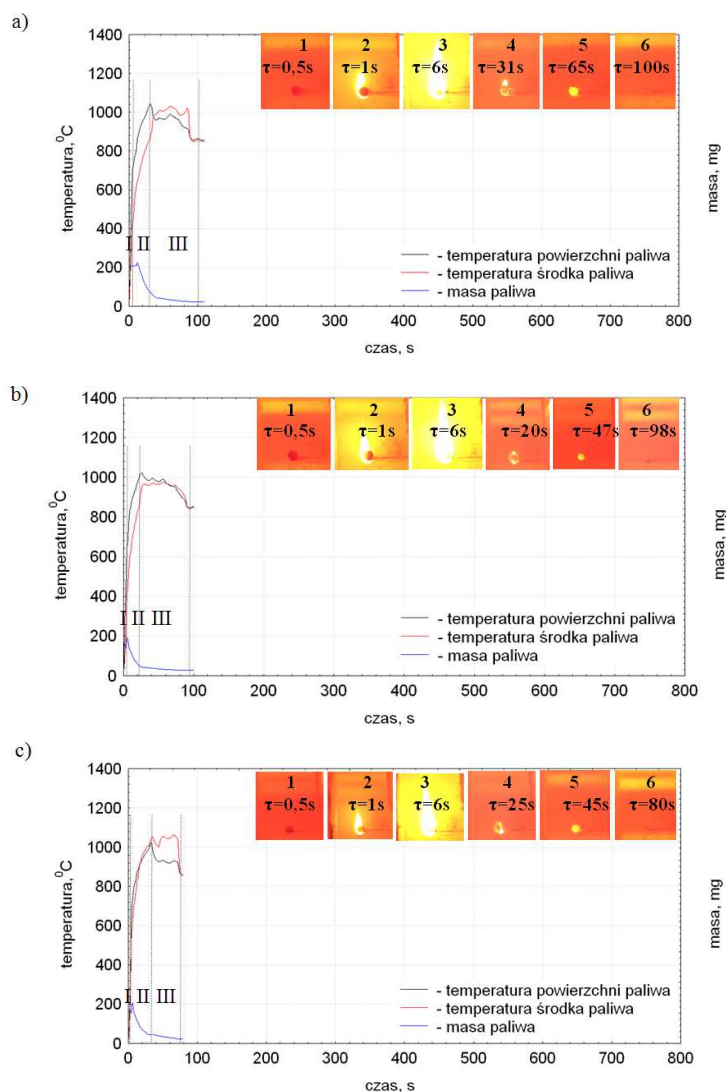 a)
1400
1200
1000
800
600
400
200
0
temperatura, ⁰C
masa, mg
1 2 3 4 5 6
τ=0,5s τ=1s τ=6s τ=31s τ=65s τ=100s
I II III
- temperatura powierzchni paliwa
- temperatura środka paliwa
- masa paliwa
0 100 200 300 400 500 600 700 800
czas, s
b)
1400
1200
1000
800
600
400
200
0
temperatura, ⁰C
masa, mg
1 2 3 4 5 6
τ=0,5s τ=1s τ=6s τ=20s τ=47s τ=98s
I II III
- temperatura powierzchni paliwa
- temperatura środka paliwa
- masa paliwa
0 100 200 300 400 500 600 700 800
czas, s
c)
1400
1200
1000
800
600
400
200
0
temperatura, ⁰C
masa, mg
1 2 3 4 5 6
τ=0,5s τ=1s τ=6s τ=25s τ=45s τ=80s
I II III
- temperatura powierzchni paliwa
- temperatura środka paliwa
- masa paliwa
0 100 200 300 400 500 600 700 800
czas, s